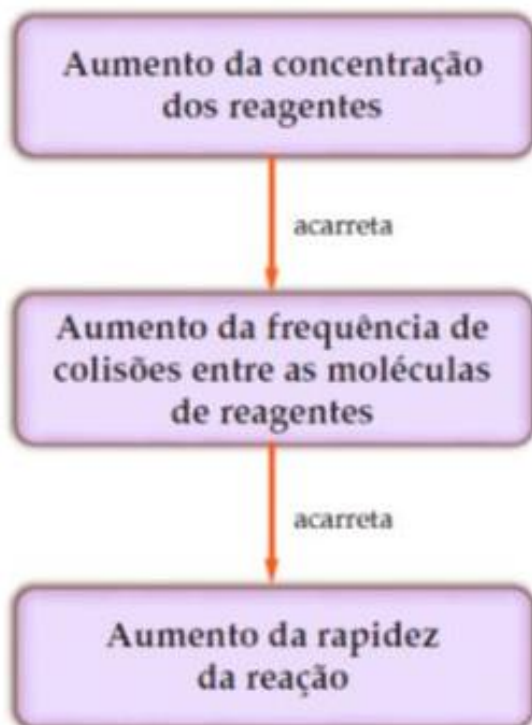 Aumento da concentração
dos reagentes
acarreta
Aumento da frequência de
colisões entre as moléculas
de reagentes
acarreta
Aumento da rapidez
da reação